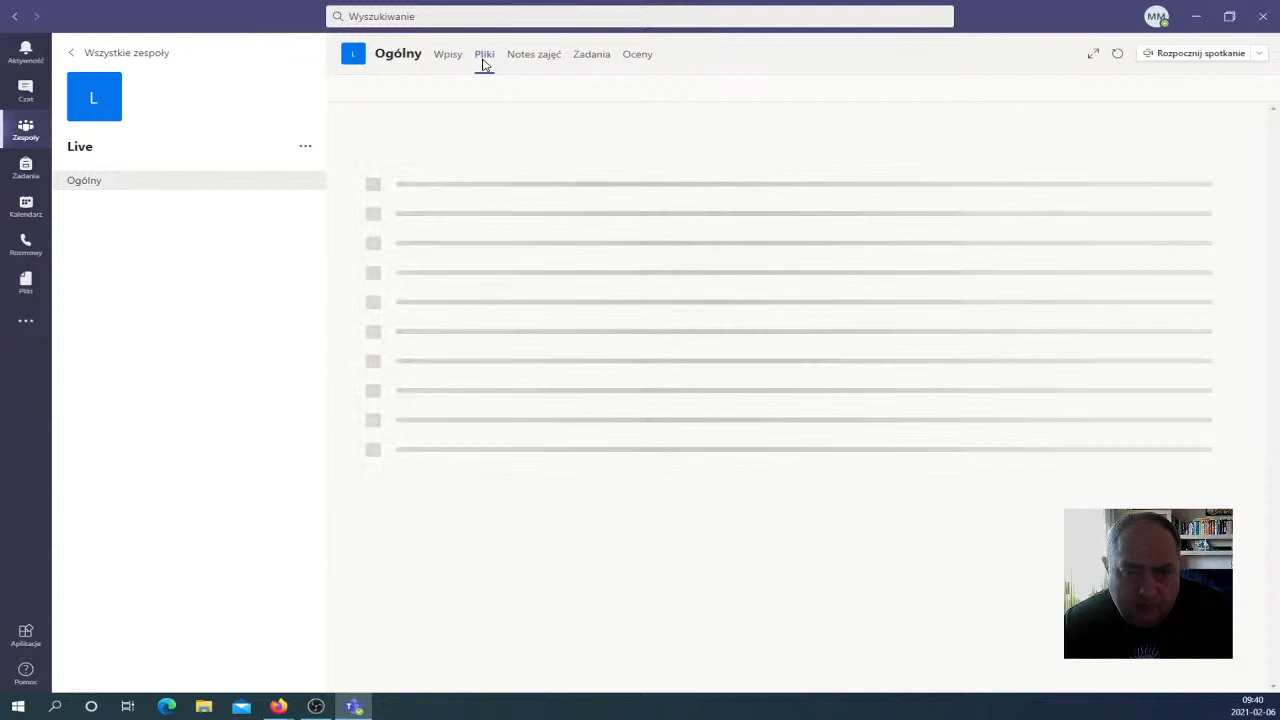 Wyszukiwanie
MM
Aktywność
Czat
Zespoły
Zadania
Kalendarz
Rozmowy
Pliki
Aplikacje
Pomoc
Wszystkie zespoły
L
Live
Ogólny
L
Ogólny Wpisy Pliki Notes zajęć Zadania Oceny
Rozpocznij spotkanie
09:40
2021-02-06